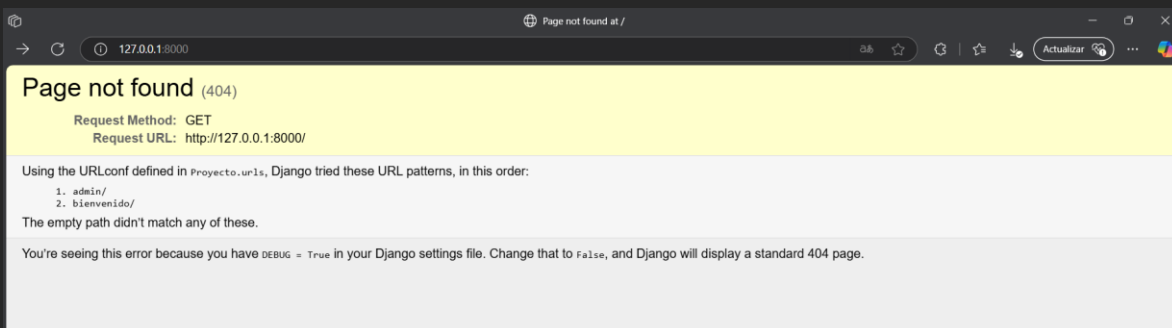 Page not found at /
127.0.0.1:8000
Actualizar
Page not found (404)
Request Method: GET
Request URL: http://127.0.0.1:8000/
Using the URLconf defined in Proyecto.urls, Django tried these URL patterns, in this order:
1. admin/
2. bienvenido/
The empty path didn't match any of these.
You're seeing this error because you have DEBUG = True in your Django settings file. Change that to False, and Django will display a standard 404 page.